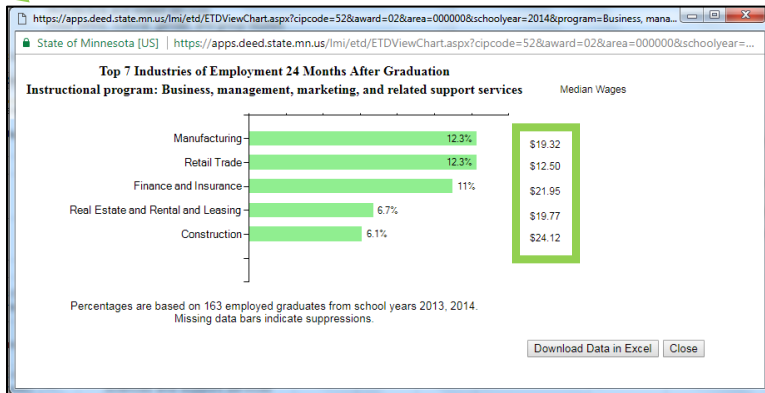 https://apps.deed.state.mn.us/lmi/etd/ETDViewChart.aspx?cipcode=52&award=02&area=000000&schoolyear=2014&program=Business, mana...
State of Minnesota [US] | https://apps.deed.state.mn.us/lmi/etd/ETDViewChart.aspx?cipcode=52&award=02&area=000000&schoolyear=...
Top 7 Industries of Employment 24 Months After Graduation
Instructional program: Business, management, marketing, and related support services Median Wages
Manufacturing 12.3% $19.32
Retail Trade 12.3% $12.50
Finance and Insurance 11% $21.95
Real Estate and Rental and Leasing 6.7% $19.77
Construction 6.1% $24.12
Percentages are based on 163 employed graduates from school years 2013, 2014.
Missing data bars indicate suppressions.
Download Data in Excel Close